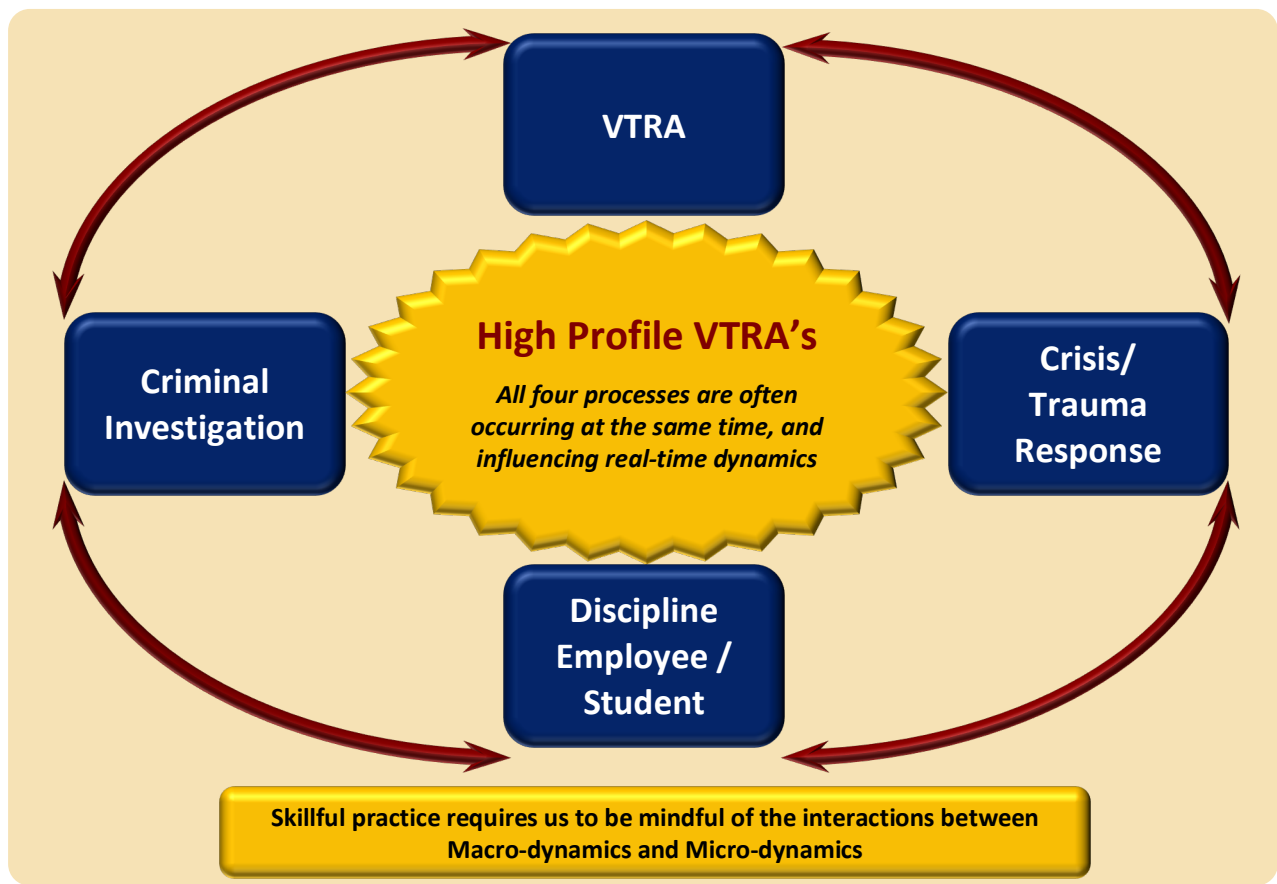 VTRA
High Profile VTRA’s
All four processes are often
occurring at the same time, and
influencing real-time dynamics
Criminal
Investigation
Crisis/
Trauma
Response
Discipline
Employee /
Student
Skillful practice requires us to be mindful of the interactions between
Macro-dynamics and Micro-dynamics